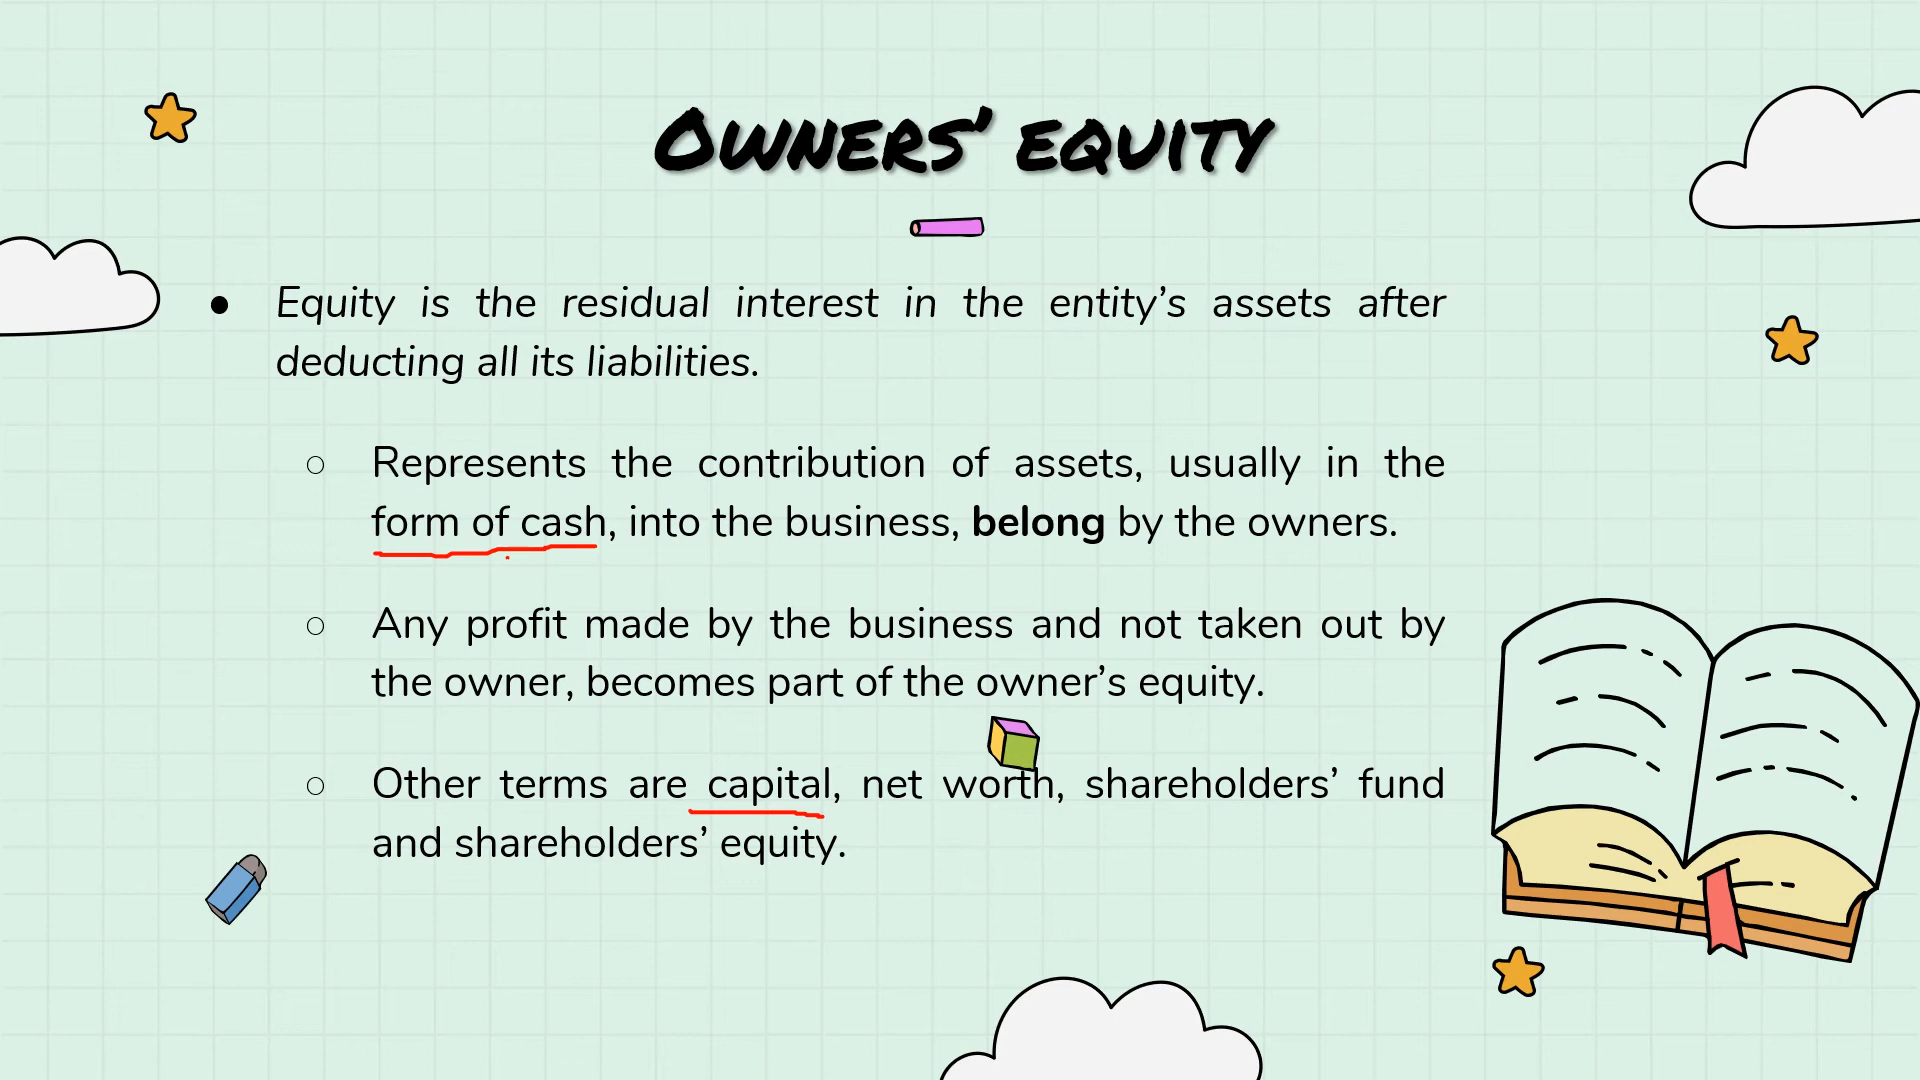 OWNERS’ EQUITY
● Equity is the residual interest in the entity’s assets after
deducting all its liabilities.
○ Represents the contribution of assets, usually in the
form of cash, into the business, belong by the owners.
○ Any profit made by the business and not taken out by
the owner, becomes part of the owner’s equity.
○ Other terms are capital, net worth, shareholders’ fund
and shareholders’ equity.